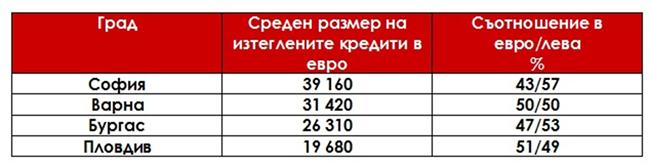 Град
Среден размер на
изтеглените кредити в
евро
Съотношение в
евро/лева
%
София 39 160 43/57
Варна 31 420 50/50
Бургас 26 310 47/53
Пловдив 19 680 51/49